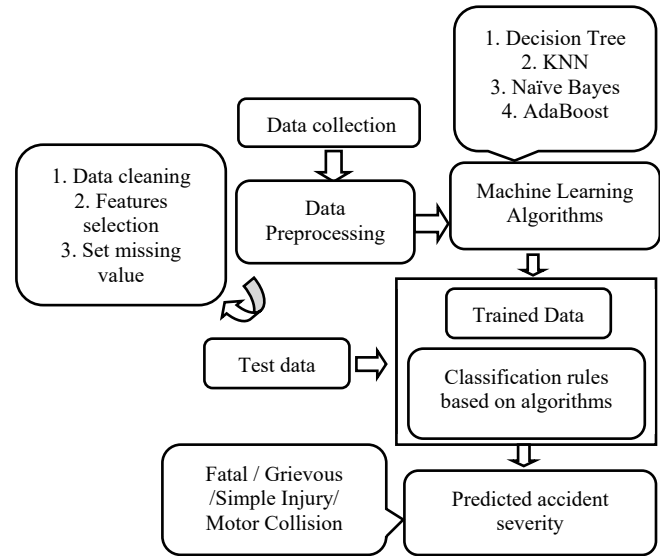 1. Decision Tree
2. KNN
3. Naïve Bayes
4. AdaBoost
Data collection
1. Data cleaning
2. Features
selection
3. Set missing
value
Data
Preprocessing
Machine Learning
Algorithms
Trained Data
Test data
Classification rules
based on algorithms
Fatal / Grievous
/Simple Injury/
Motor Collision
Predicted accident
severity